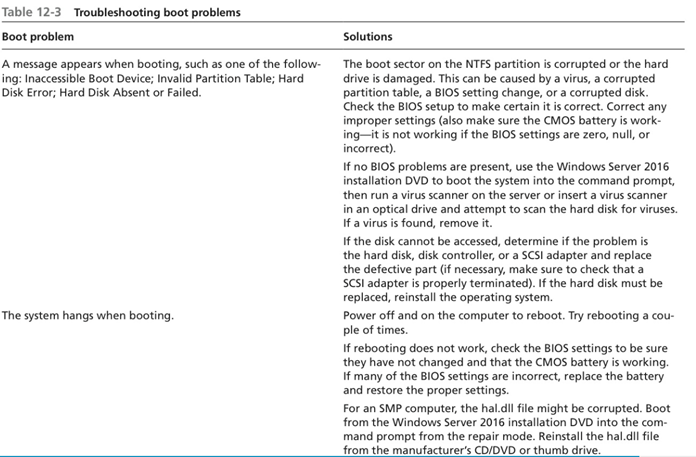 Table 12-3 Troubleshooting boot problems
Boot problem
Solutions
A message appears when booting, such as one of the follow-
ing: Inaccessible Boot Device; Invalid Partition Table; Hard
Disk Error; Hard Disk Absent or Failed.
The boot sector on the NTFS partition is corrupted or the hard
drive is damaged. This can be caused by a virus, a corrupted
partition table, a BIOS setting change, or a corrupted disk.
Check the BIOS setup to make certain it is correct. Correct any
improper settings (also make sure the CMOS battery is work-
ing—it is not working if the BIOS settings are zero, null, or
incorrect).
If no BIOS problems are present, use the Windows Server 2016
installation DVD to boot the system into the command prompt,
then run a virus scanner on the server or insert a virus scanner
in an optical drive and attempt to scan the hard disk for viruses.
If a virus is found, remove it.
If the disk cannot be accessed, determine if the problem is
the hard disk, disk controller, or a SCSI adapter and replace
the defective part (if necessary, make sure to check that a
SCSI adapter is properly terminated). If the hard disk must be
replaced, reinstall the operating system.
The system hangs when booting.
Power off and on the computer to reboot. Try rebooting a cou-
ple of times.
If rebooting does not work, check the BIOS settings to be sure
they have not changed and that the CMOS battery is working.
If many of the BIOS settings are incorrect, replace the battery
and restore the proper settings.
For an SMP computer, the hal.dll file might be corrupted. Boot
from the Windows Server 2016 installation DVD into the com-
mand prompt from the repair mode. Reinstall the hal.dll file
from the manufacturer's CD/DVD or thumb drive.